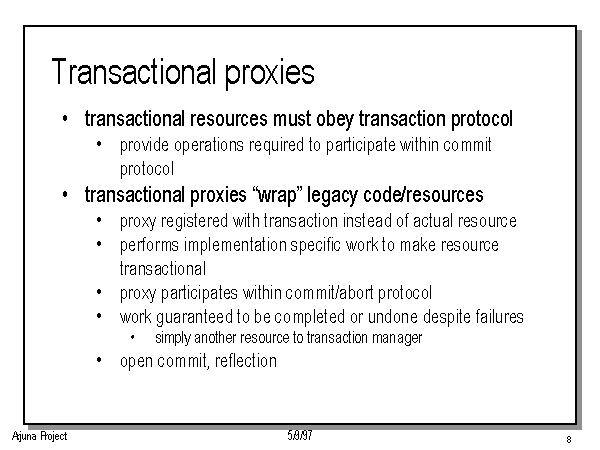 Transactional proxies
• transactional resources must obey transaction protocol
• provide operations required to participate within commit
protocol
• transactional proxies “wrap” legacy code/resources
• proxy registered with transaction instead of actual resource
• performs implementation specific work to make resource
transactional
• proxy participates within commit/abort protocol
• work guaranteed to be completed or undone despite failures
• simply another resource to transaction manager
• open commit, reflection
Arjuna Project 5/9/97 8